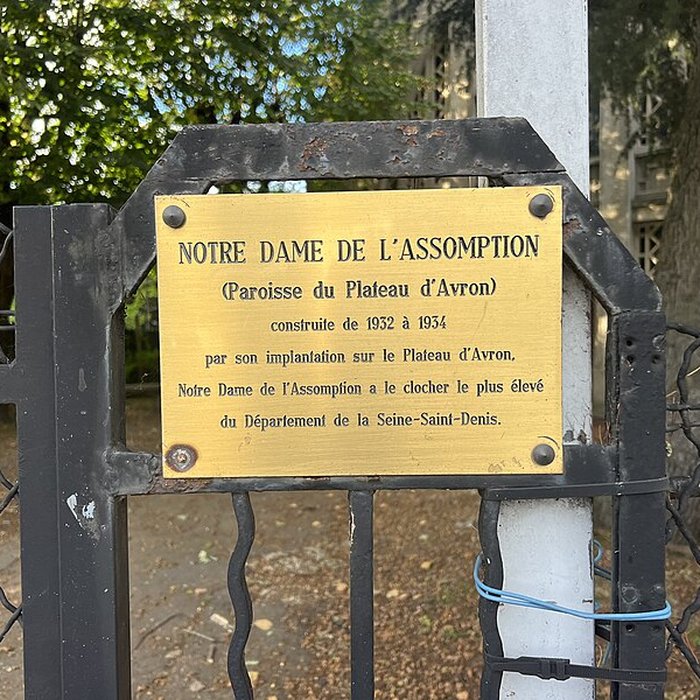 NOTRE DAME DE L'ASSOMPTION
(Paroisse du Plateau d'Avron)
construite de 1932 à 1934
par son implantation sur le Plateau d'Avron,
Notre Dame de l'Assomption a le clocher le plus élevé
du Département de la Seine-Saint-Denis.